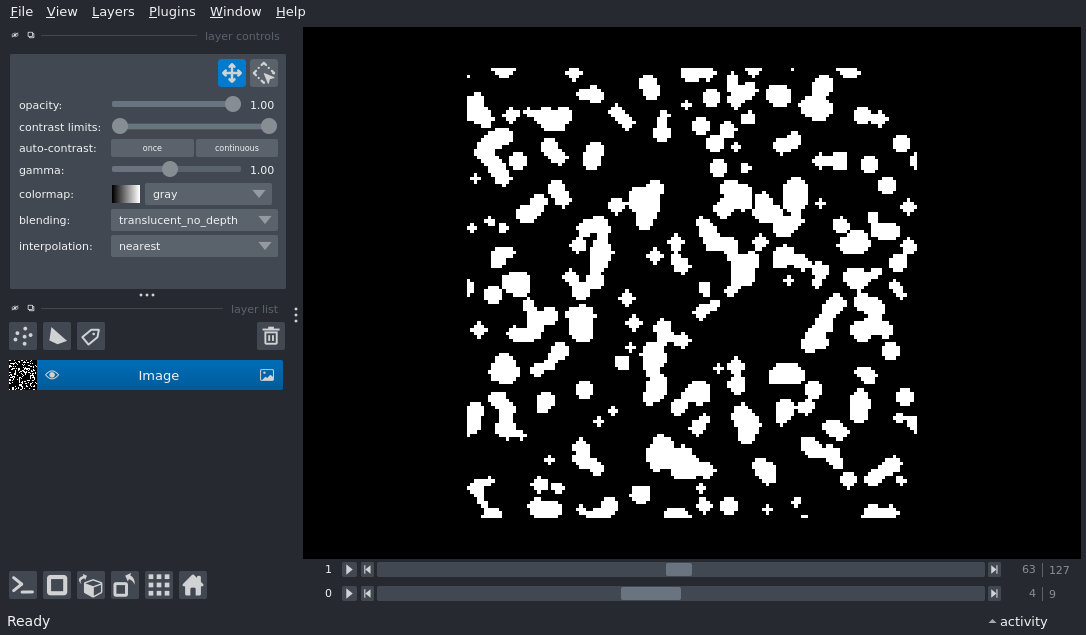 File View Layers Plugins Window Help
layer controls
opacity: 1.00
contrast limits:
auto-contrast: once continuous
gamma: 1.00
colormap: gray
blending: translucent_no_depth
interpolation: nearest
layer list
Image
1 63 127
0 4 9
Ready activity